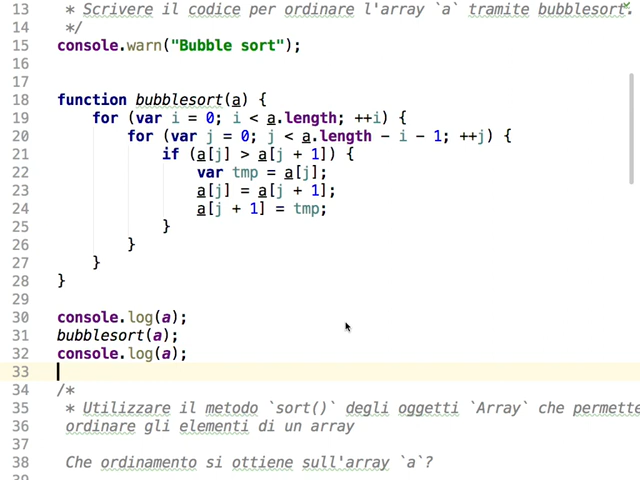 13 * Scrivere il codice per ordinare l'array `a` tramite bubblesort.
14 */
15 console.warn("Bubble sort");
16
17
18 function bubblesort(a) {
19 for (var i = 0; i < a.length; ++i) {
20 for (var j = 0; j < a.length - i - 1; ++j) {
21 if (a[j] > a[j + 1]) {
22 var tmp = a[j];
23 a[j] = a[j + 1];
24 a[j + 1] = tmp;
25 }
26 }
27 }
28 }
29
30 console.log(a);
31 bubblesort(a);
32 console.log(a);
33
34 /*
35 * Utilizzare il metodo `sort()` degli oggetti `Array` che permette
36 ordinare gli elementi di un array
37
38 Che ordinamento si ottiene sull'array `a`?